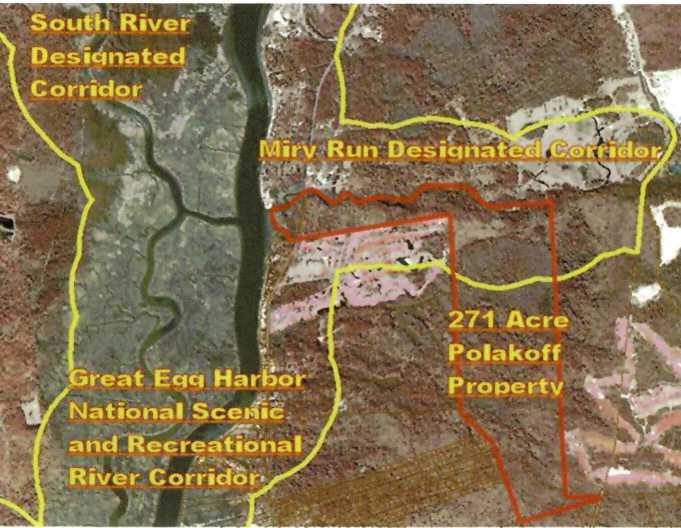 South River
Designated
Corridor
Miry Run Designated Corridor
271 Acre
Polakoff
Property
Great Egg Harbor
National Scenic
and Recreational
River Corridor